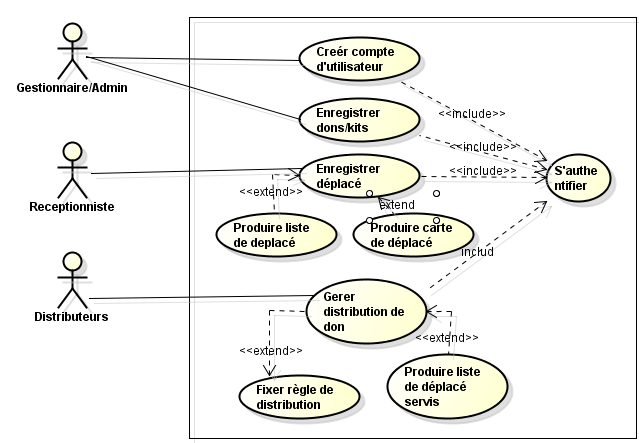 Creér compte
d'utilisateur
Gestionnaire/Admin
<<include>>
Enregistrer
dons/kits
<<include>>
Enregistrer
déplacé
<<include>>
S'authe
ntifier
Receptionniste
<<extend>>
extend
Produire liste
de deplacé
Produire carte
de déplacé
includ
Gerer
distribution de
don
Distributeurs
<<extend>>
<<extend>>
Fixer règle de
distribution
Produire liste
de déplacé
servis